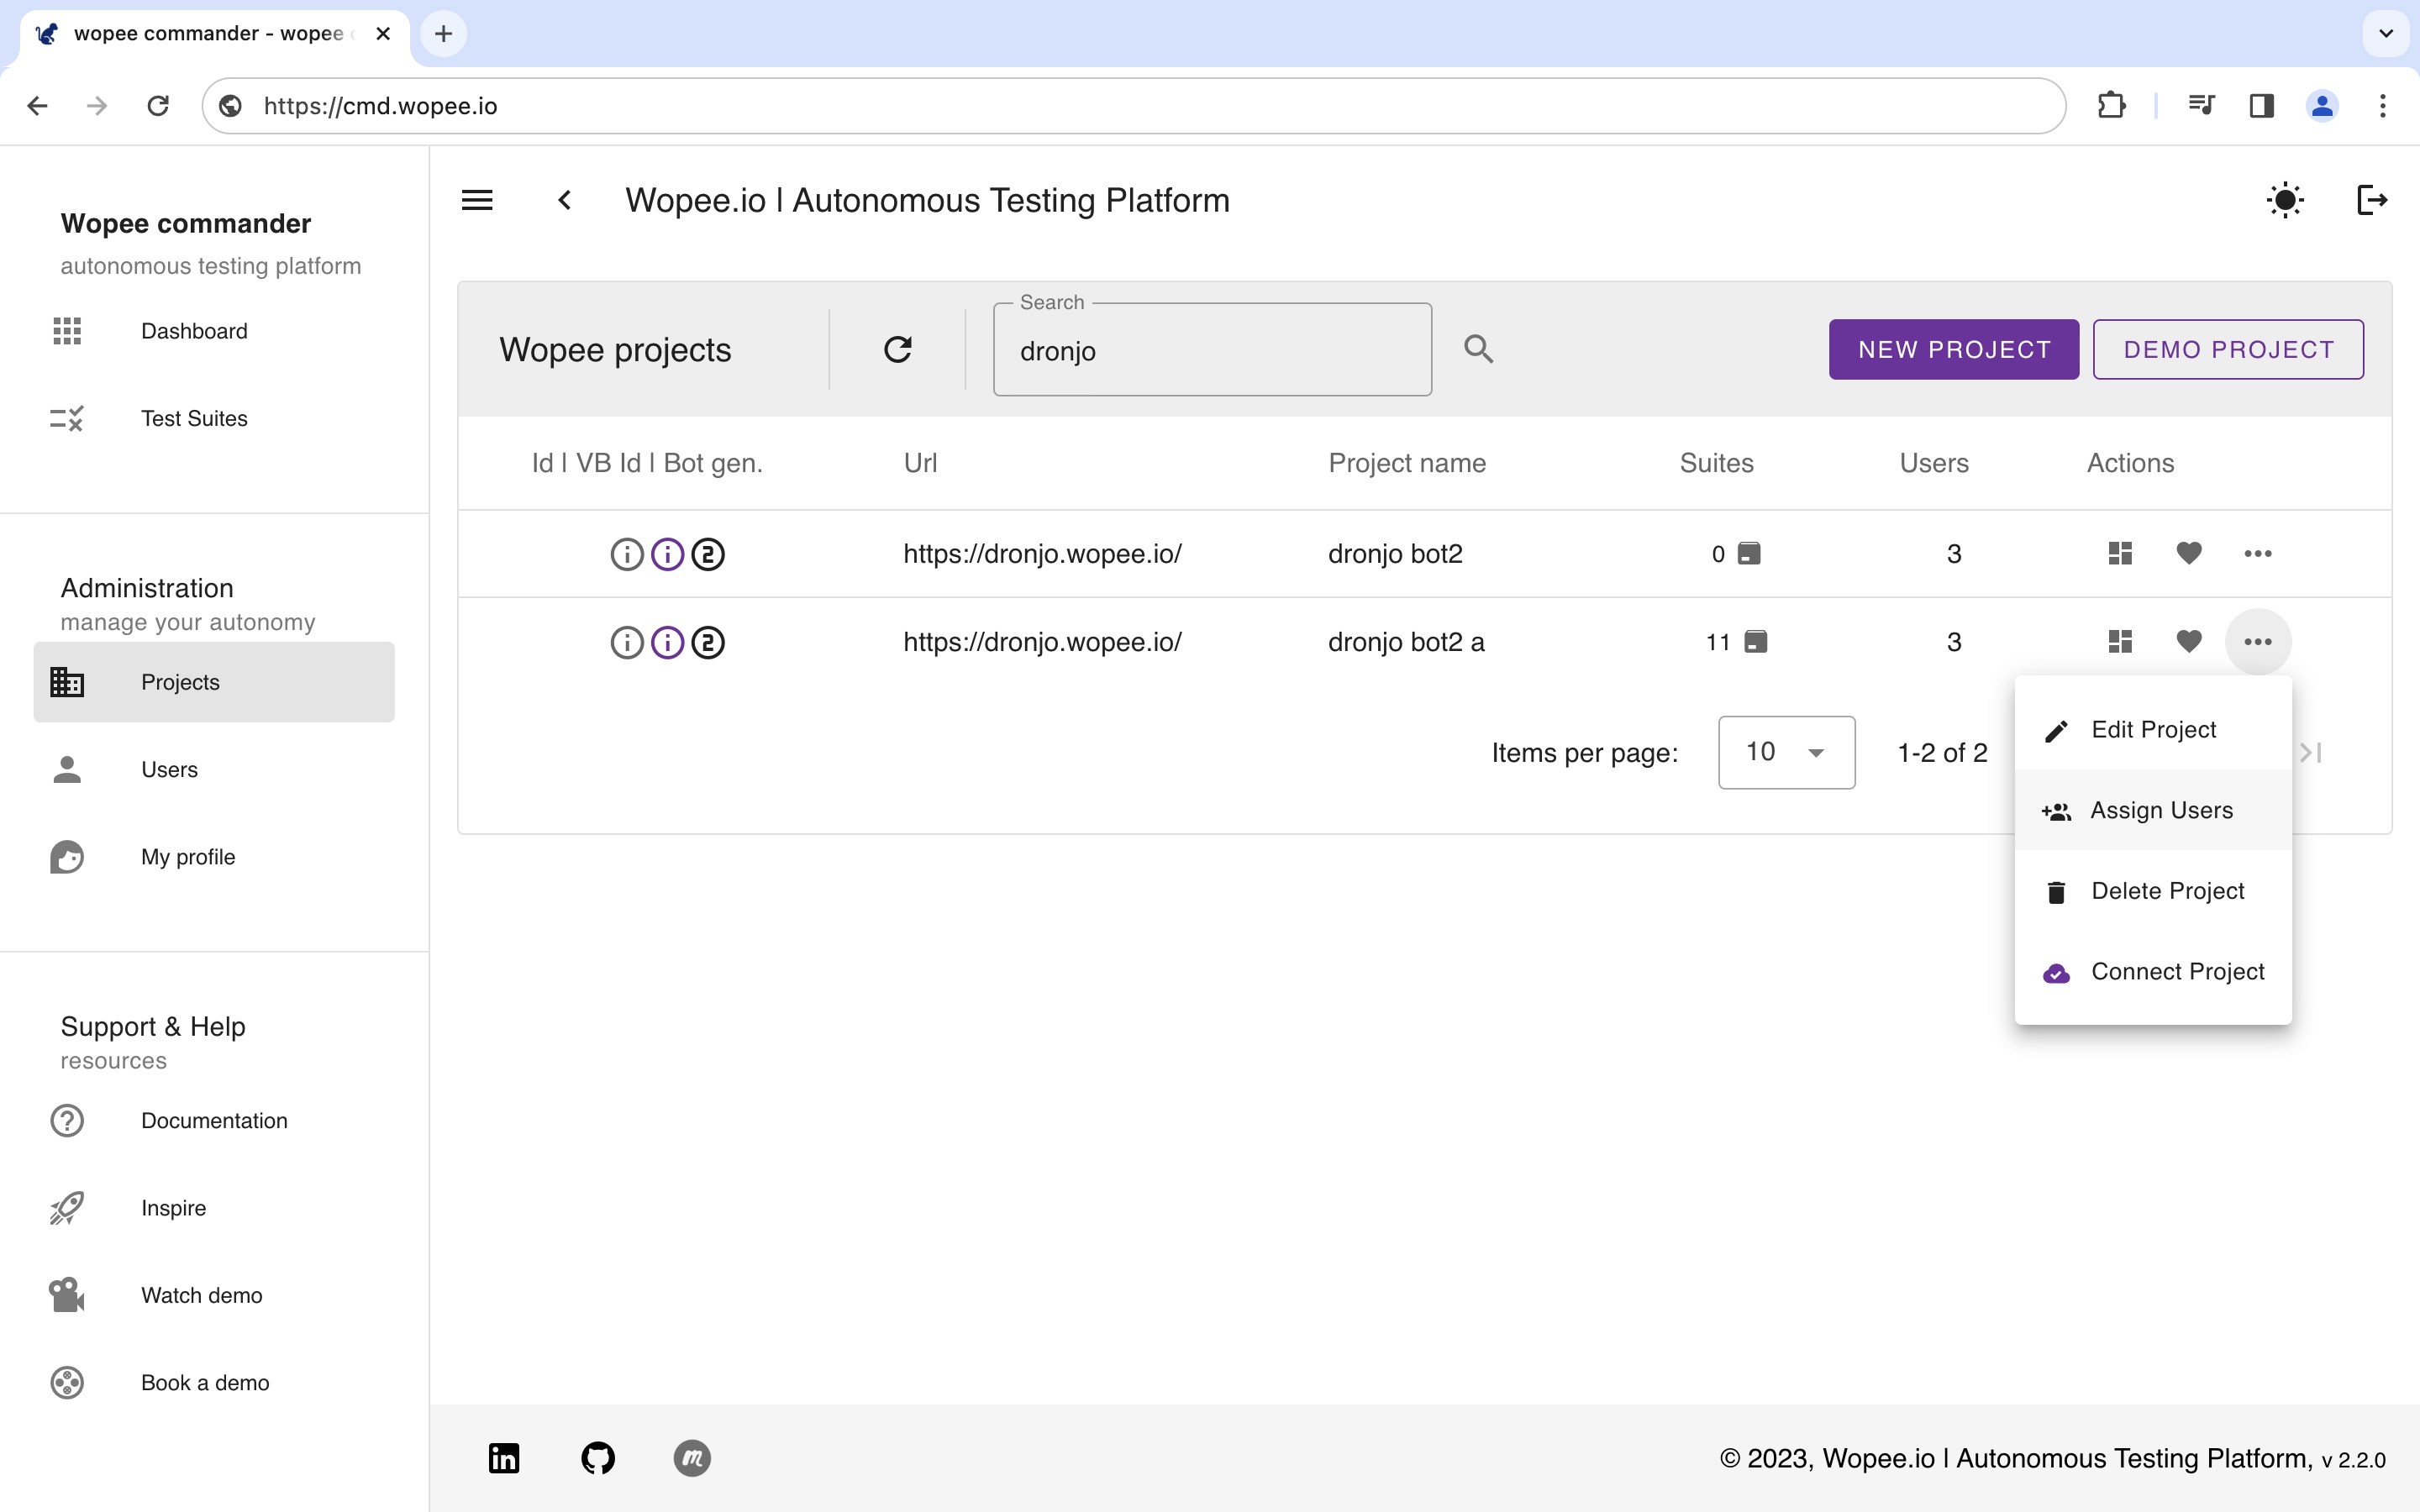 wopee commander - wopee
https://cmd.wopee.io
Wopee commander
autonomous testing platform
Dashboard
Test Suites
Administration
manage your autonomy
Projects
Users
My profile
Support & Help
resources
Documentation
Inspire
Watch demo
Book a demo
Wopee.io | Autonomous Testing Platform
Wopee projects
Search
dronjo
NEW PROJECT
DEMO PROJECT
Id | VB Id | Bot gen. Url Project name Suites Users Actions
2 https://dronjo.wopee.io/ dronjo bot2 0 3
2 https://dronjo.wopee.io/ dronjo bot2 a 11 3
Items per page: 10 1-2 of 2
Edit Project
Assign Users
Delete Project
Connect Project
© 2023, Wopee.io | Autonomous Testing Platform, v 2.2.0